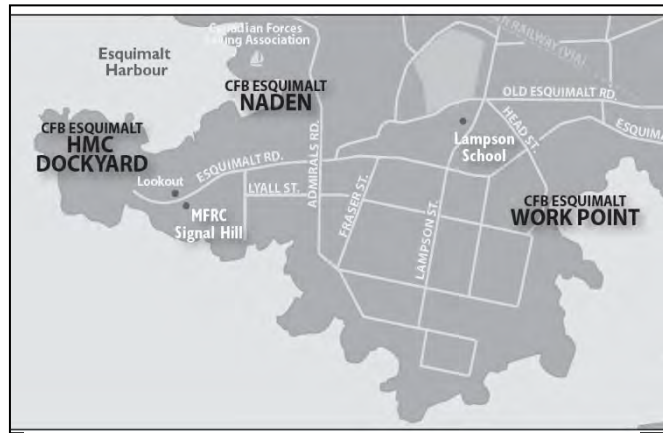 Canadian Forces
Sailing Association
Esquimalt
Harbour
CFB ESQUIMALT
NADEN
RAILWAY (VIA)
OLD ESQUIMALT RD.
HEAD ST.
CFB ESQUIMALT
HMC
DOCKYARD
Lampson
School
Lookout
ESQUIMALT RD.
ADMIRALS RD.
LYALL ST.
FRASER ST.
LAMPSON ST.
MFRC
Signal Hill
CFB ESQUIMALT
WORK POINT